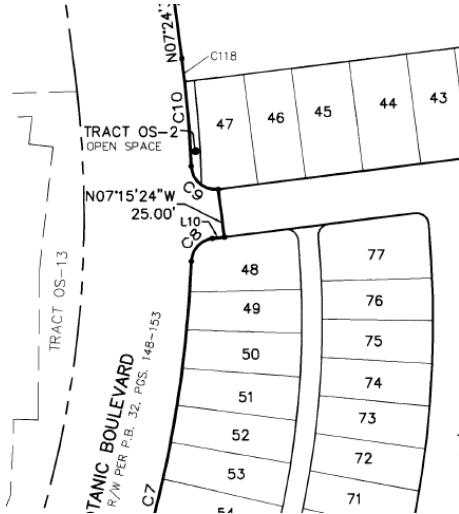 N07°24'
C118
C10
43
44
45
46
47
TRACT OS-2
OPEN SPACE
C9
N07°15'24"W
25.00'
L10
C8
77
48
76
49
75
50
74
51
73
52
72
53
71
54
TRACT OS-13
TANIC BOULEVARD
R/W PER P.B. 32, PGS. 148-153
C7